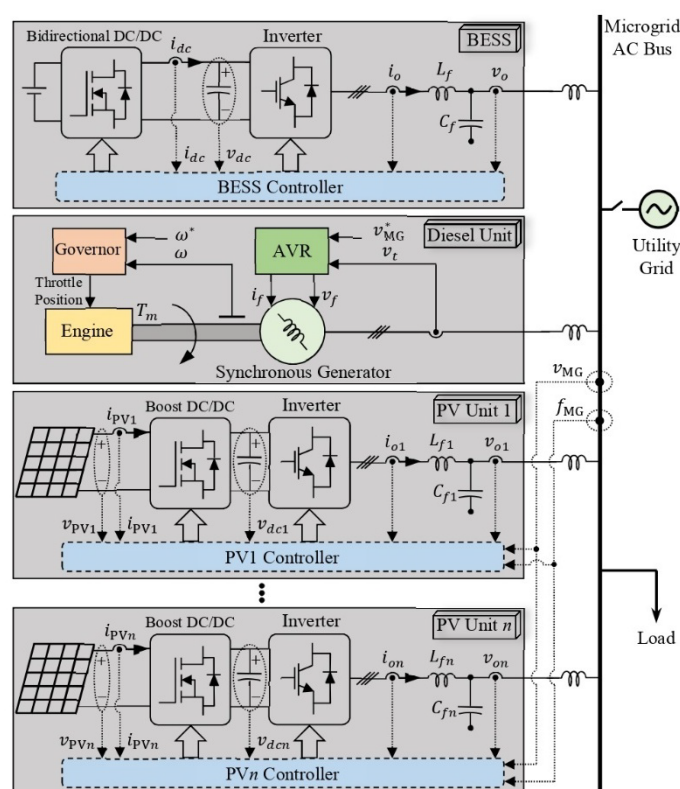 Bidirectional DC/DC
i_dc
Inverter
BESS
Microgrid
AC Bus
i_o
L_f
v_o
+
−
C_f
i_dc
v_dc
BESS Controller
Governor
ω*
ω
AVR
v*_MG
v_t
Diesel Unit
Utility
Grid
Throttle
Position
T_m
i_f
v_f
Engine
Synchronous Generator
v_MG
f_MG
Boost DC/DC
Inverter
PV Unit 1
i_PV1
i_o1
L_f1
v_o1
+
−
+
−
C_f1
v_PV1
i_PV1
v_dc1
PV1 Controller
Load
Boost DC/DC
Inverter
PV Unit n
i_PVn
i_on
L_fn
v_on
+
−
+
−
C_fn
v_PVn
i_PVn
v_dcn
PVn Controller